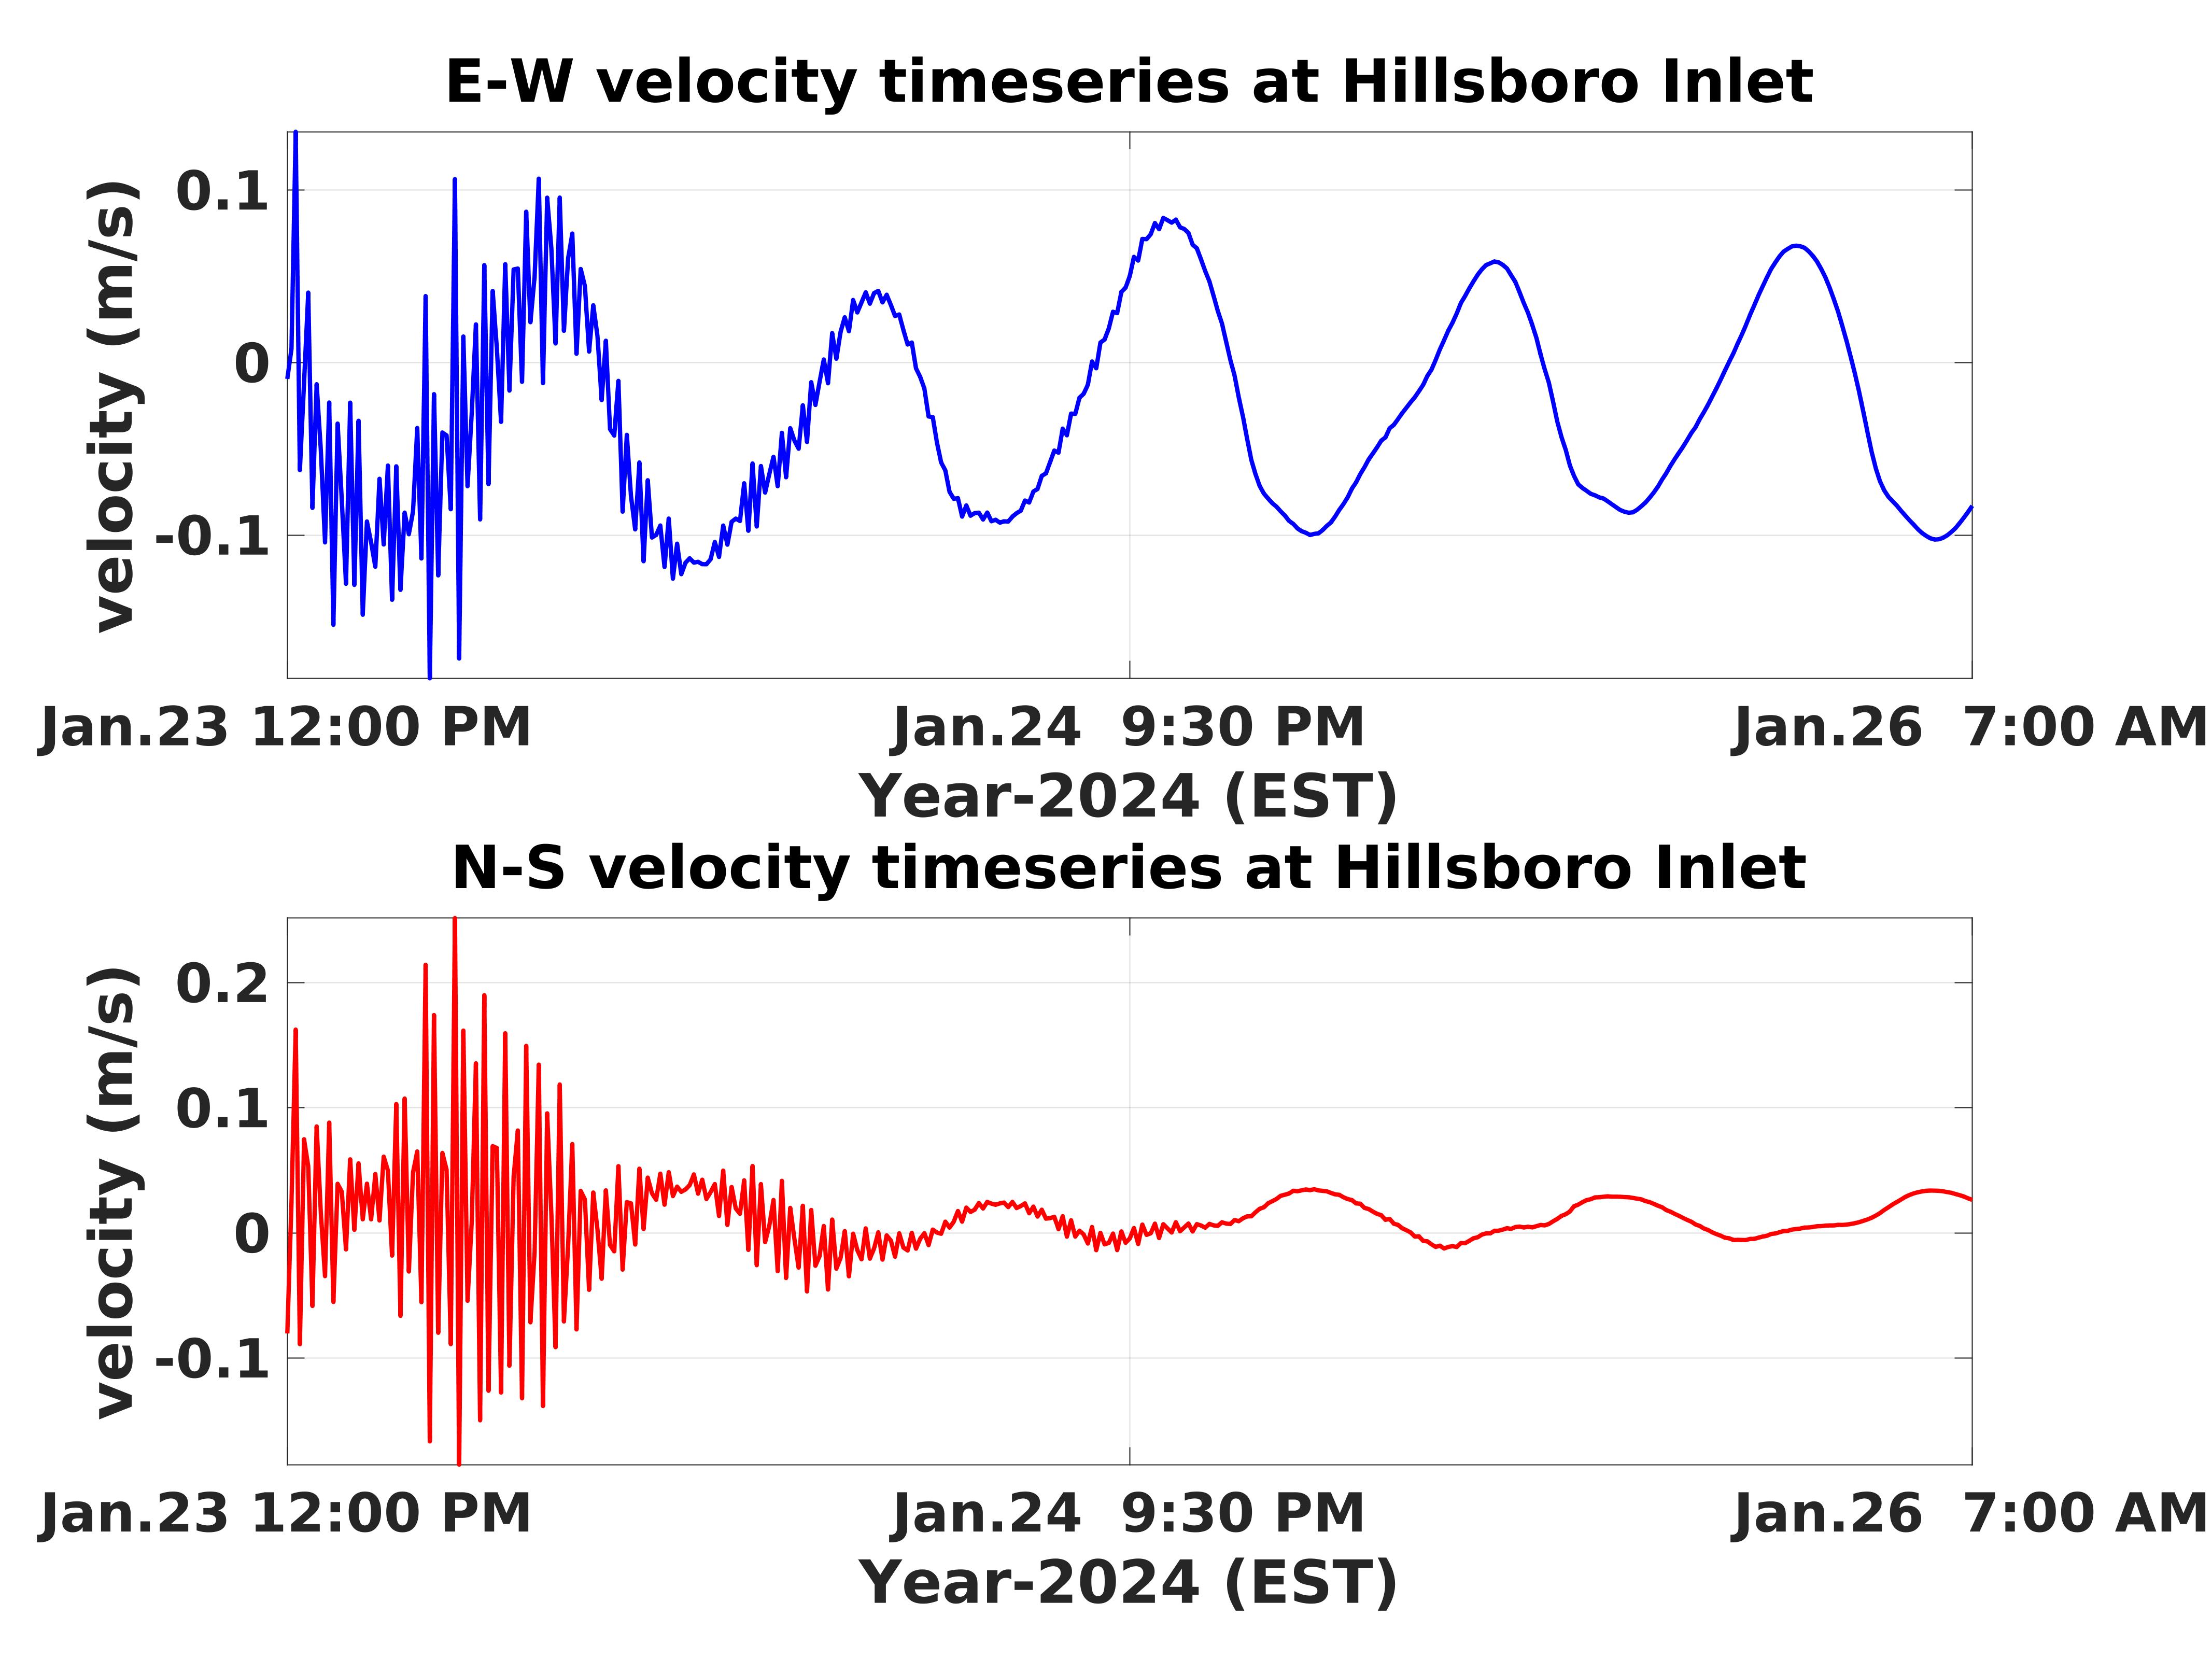 E-W velocity timeseries at Hillsboro Inlet
velocity (m/s)
0.1
0
-0.1
Jan.23 12:00 PM
Jan.24  9:30 PM
Jan.26  7:00 AM
Year-2024 (EST)
N-S velocity timeseries at Hillsboro Inlet
velocity (m/s)
0.2
0.1
0
-0.1
Jan.23 12:00 PM
Jan.24  9:30 PM
Jan.26  7:00 AM
Year-2024 (EST)